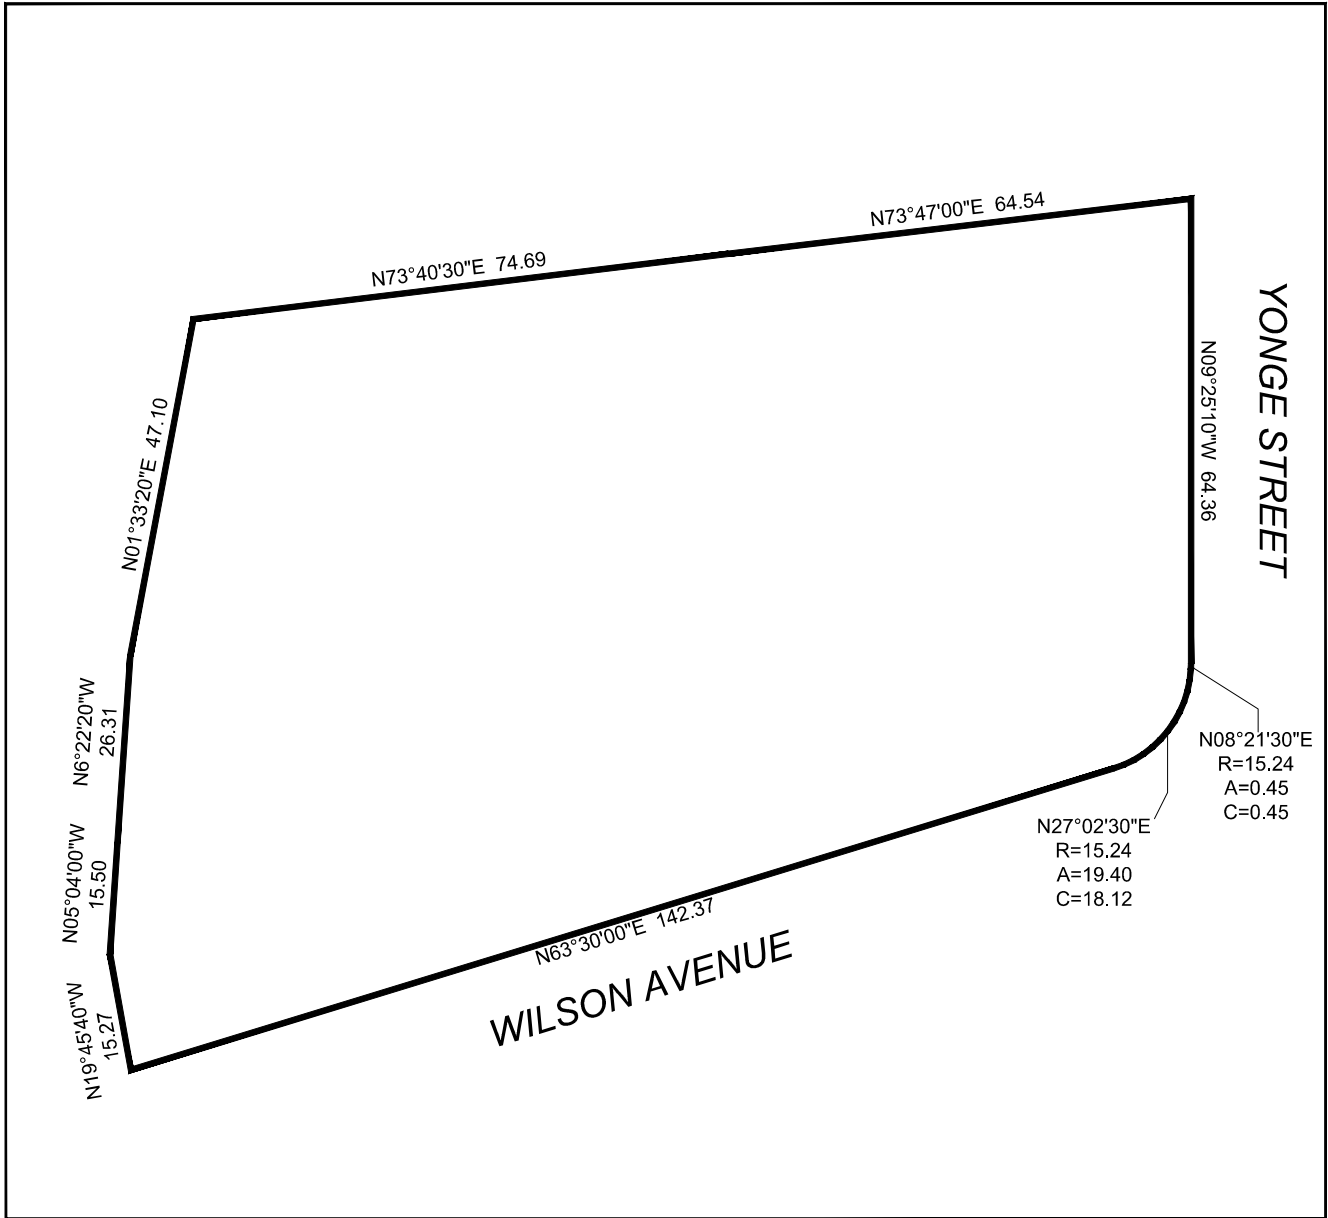 N73°47'00"E 64.54
N73°40'30"E 74.69
YONGE STREET
N09°25'10"W 64.36
N01°33'20"E 47.10
N6°22'20"W
26.31
N05°04'00"W
15.50
N19°45'40"W
15.27
N08°21'30"E
R=15.24
A=0.45
C=0.45
N27°02'30"E
R=15.24
A=19.40
C=18.12
N63°30'00"E 142.37
WILSON AVENUE